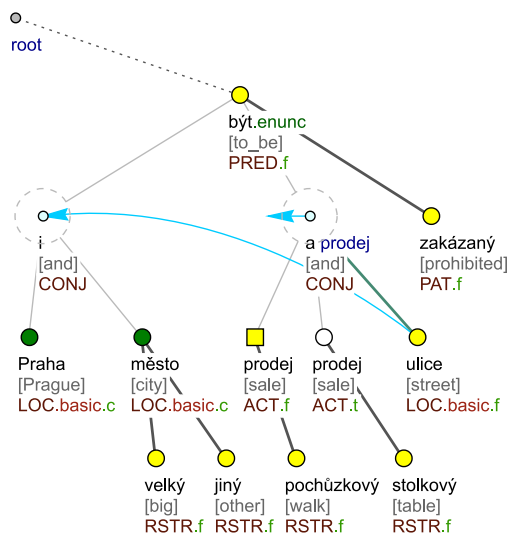 root
být.enunc
[to_be]
PRED.f
i
[and]
CONJ
a prodej
[and]
CONJ
zakázaný
[prohibited]
PAT.f
Praha
[Prague]
LOC.basic.c
město
[city]
LOC.basic.c
prodej
[sale]
ACT.f
prodej
[sale]
ACT.t
ulice
[street]
LOC.basic.f
velký
[big]
RSTR.f
jiný
[other]
RSTR.f
pochůzkový
[walk]
RSTR.f
stolkový
[table]
RSTR.f